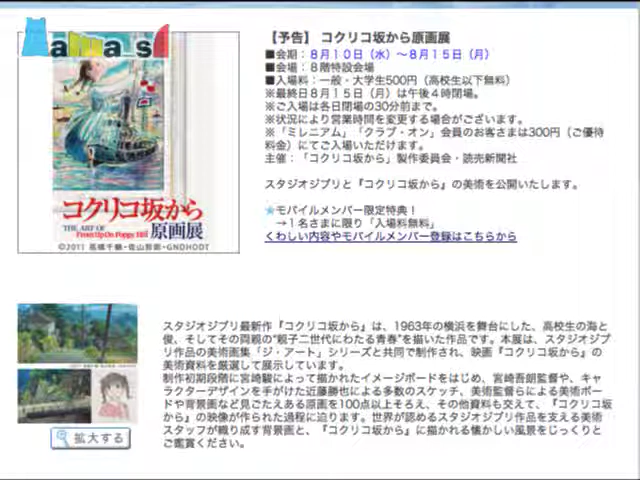 alma_s
【予告】 コクリコ坂から原画展
■会期：８月１０日（水）～８月１５日（月）
■会場：８階特設会場
■入場料：一般・大学生500円（高校生以下無料）
※最終日８月１５日（月）は午後４時閉場。
※ご入場は各日閉場の30分前まで。
※状況により営業時間を変更する場合がございます。
※「ミレニアム」「クラブ・オン」会員のお客さまは300円（ご優待
料金）にてご入場いただけます。
主催：「コクリコ坂から」製作委員会・読売新聞社
スタジオジブリと『コクリコ坂から』の美術を公開いたします。
★モバイルメンバー限定特典！
→１名さまに限り「入場料無料」
くわしい内容やモバイルメンバー登録はこちらから
コクリコ坂から
THE ART OF
From Up On Poppy Hill
原画展
©2011 高橋千鶴・佐山哲郎・GNDHDDT
スタジオジブリ最新作『コクリコ坂から』は、1963年の横浜を舞台にした、高校生の海と
俊、そしてその両親の“親子二世代にわたる青春”を描いた作品です。本展は、スタジオジブ
リ作品の美術画集「ジ・アート」シリーズと共同で制作され、映画『コクリコ坂から』の
美術資料を厳選して展示しています。
制作初期段階に宮崎駿によって描かれたイメージボードをはじめ、宮崎吾朗監督や、キャ
ラクターデザインを手がけた近藤勝也による多数のスケッチ、美術監督らによる美術ボー
ドや背景画など見ごたえある原画を100点以上そろえ、その他資料も交えて、『コクリコ坂
から』の映像が作られた過程に迫ります。世界が認めるスタジオジブリ作品を支える美術
スタッフが織り成す背景画と、『コクリコ坂から』に描かれる懐かしい風景をじっくりと
ご鑑賞ください。
拡大する